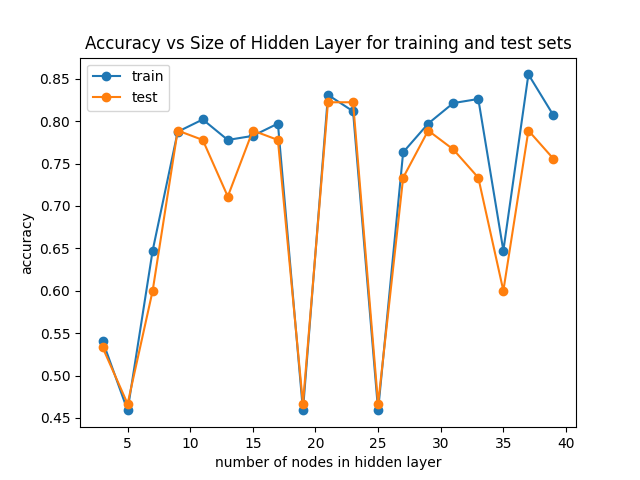 Accuracy vs Size of Hidden Layer for training and test sets
train
test
0.85
0.80
0.75
0.70
0.65
0.60
0.55
0.50
0.45
accuracy
5 10 15 20 25 30 35 40
number of nodes in hidden layer